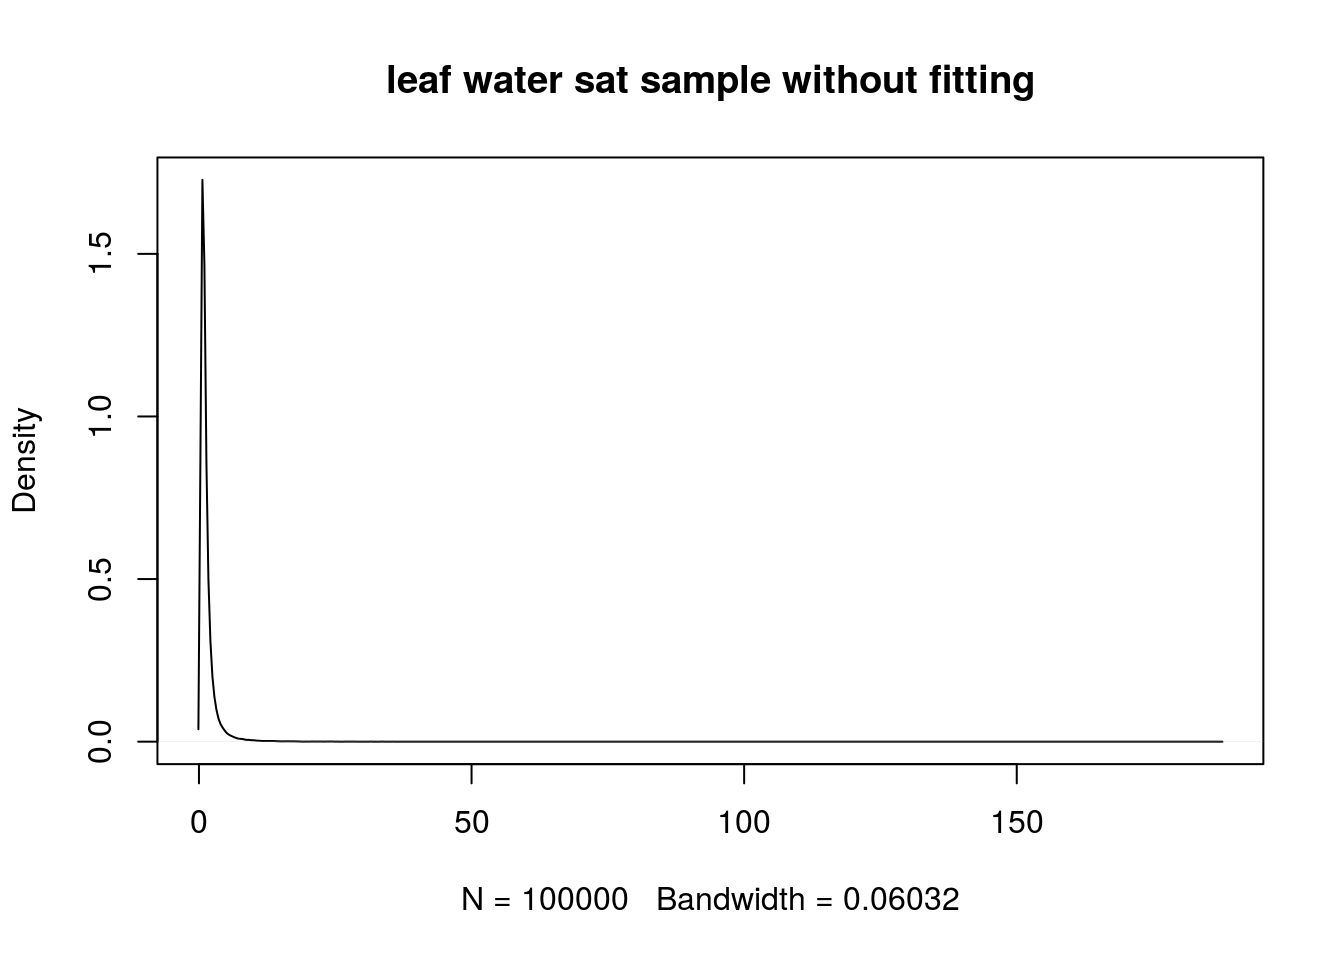 leaf water sat sample without fitting
Density
1.5
1.0
0.5
0.0
0 50 100 150
N = 100000 Bandwidth = 0.06032